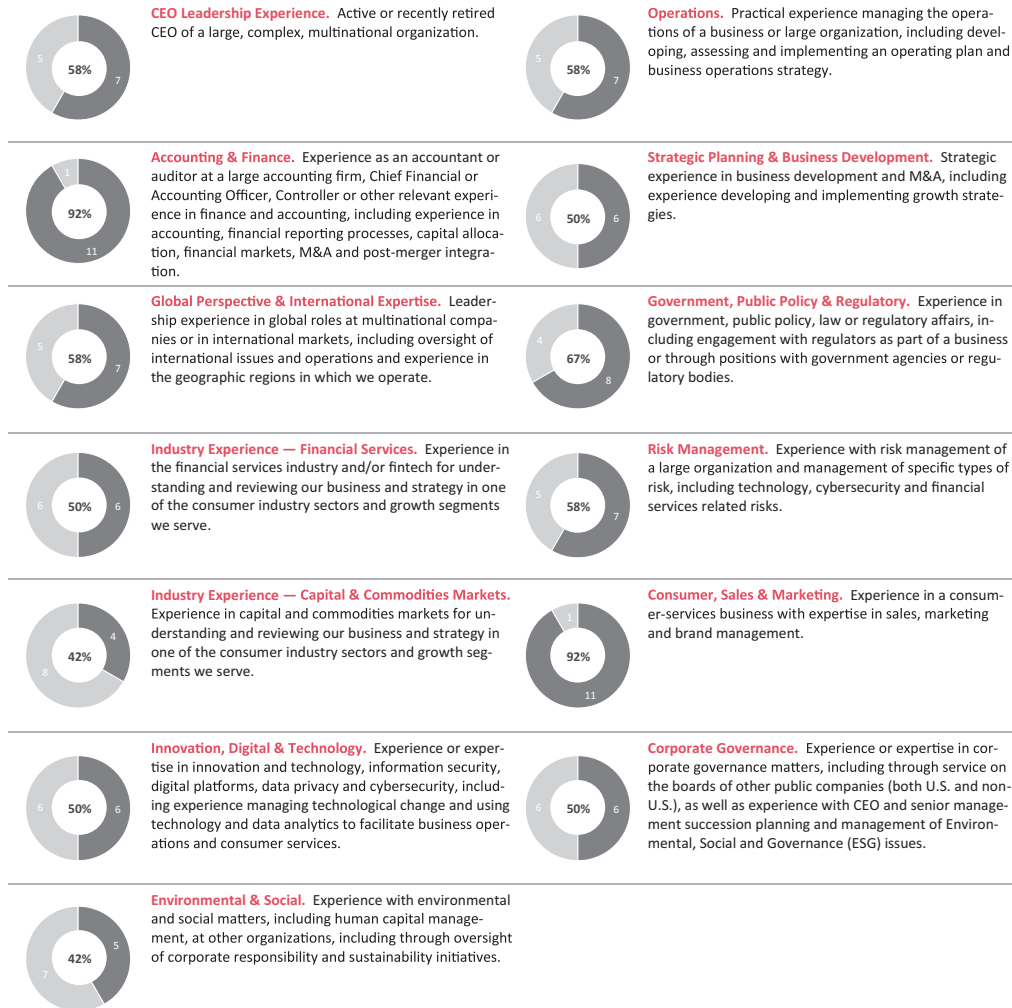 CEO Leadership Experience. Active or recently retired
CEO of a large, complex, multinational organization.
5
58%
7
Operations. Practical experience managing the opera-
tions of a business or large organization, including devel-
oping, assessing and implementing an operating plan and
business operations strategy.
5
58%
7
Accounting & Finance. Experience as an accountant or
auditor at a large accounting firm, Chief Financial or
Accounting Officer, Controller or other relevant experi-
ence in finance and accounting, including experience in
accounting, financial reporting processes, capital alloca-
tion, financial markets, M&A and post-merger integra-
tion.
1
92%
11
Strategic Planning & Business Development. Strategic
experience in business development and M&A, including
experience developing and implementing growth strate-
gies.
6
50%
6
Global Perspective & International Expertise. Leader-
ship experience in global roles at multinational compa-
nies or in international markets, including oversight of
international issues and operations and experience in
the geographic regions in which we operate.
5
58%
7
Government, Public Policy & Regulatory. Experience in
government, public policy, law or regulatory affairs, in-
cluding engagement with regulators as part of a business
or through positions with government agencies or regu-
latory bodies.
4
67%
8
Industry Experience — Financial Services. Experience in
the financial services industry and/or fintech for under-
standing and reviewing our business and strategy in one
of the consumer industry sectors and growth segments
we serve.
6
50%
6
Risk Management. Experience with risk management of
a large organization and management of specific types of
risk, including technology, cybersecurity and financial
services related risks.
5
58%
7
Industry Experience — Capital & Commodities Markets.
Experience in capital and commodities markets for un-
derstanding and reviewing our business and strategy in
one of the consumer industry sectors and growth seg-
ments we serve.
4
42%
8
Consumer, Sales & Marketing. Experience in a consum-
er-services business with expertise in sales, marketing
and brand management.
1
92%
11
Innovation, Digital & Technology. Experience or exper-
tise in innovation and technology, information security,
digital platforms, data privacy and cybersecurity, includ-
ing experience managing technological change and using
technology and data analytics to facilitate business oper-
ations and consumer services.
6
50%
6
Corporate Governance. Experience or expertise in cor-
porate governance matters, including through service on
the boards of other public companies (both U.S. and non-
U.S.), as well as experience with CEO and senior manage-
ment succession planning and management of Environ-
mental, Social and Governance (ESG) issues.
6
50%
6
Environmental & Social. Experience with environmental
and social matters, including human capital manage-
ment, at other organizations, including through oversight
of corporate responsibility and sustainability initiatives.
5
42%
7